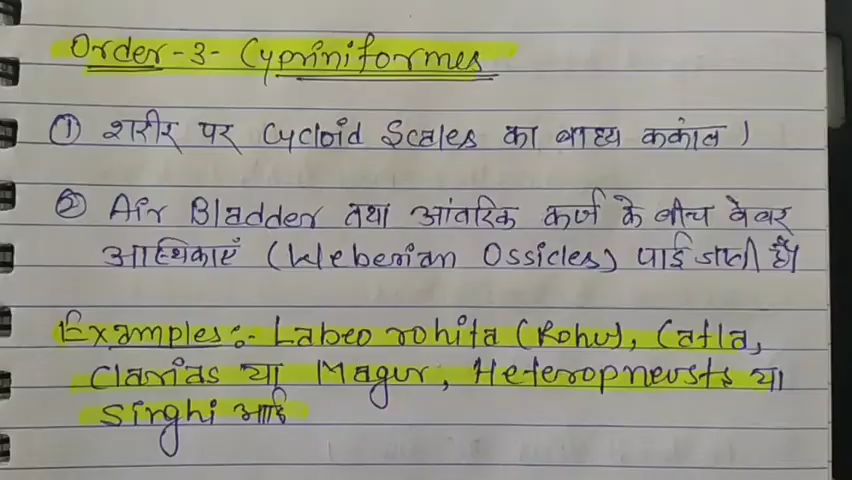 Order-3- Cypriniformes
① शरीर पर Cycloid Scales का बाह्य कंकाल।
② Air Bladder तथा आंतरिक कर्ण के बीच वेबर
अस्थिकाएं (Weberian Ossicles) पाई जाती हैं।
Examples:- Labeo rohita (Rohu), Catla,
Clarias या Magur, Heteropneusts या
Singhi आदि